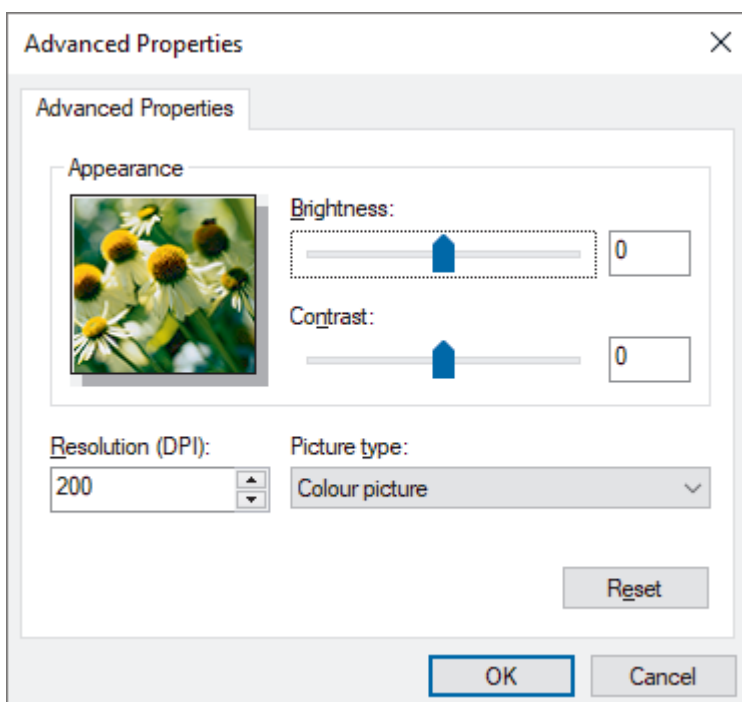 Advanced Properties
Advanced Properties
Appearance
Brightness:
0
Contrast:
0
Resolution (DPI):
Picture type:
200
Colour picture
Reset
OK
Cancel